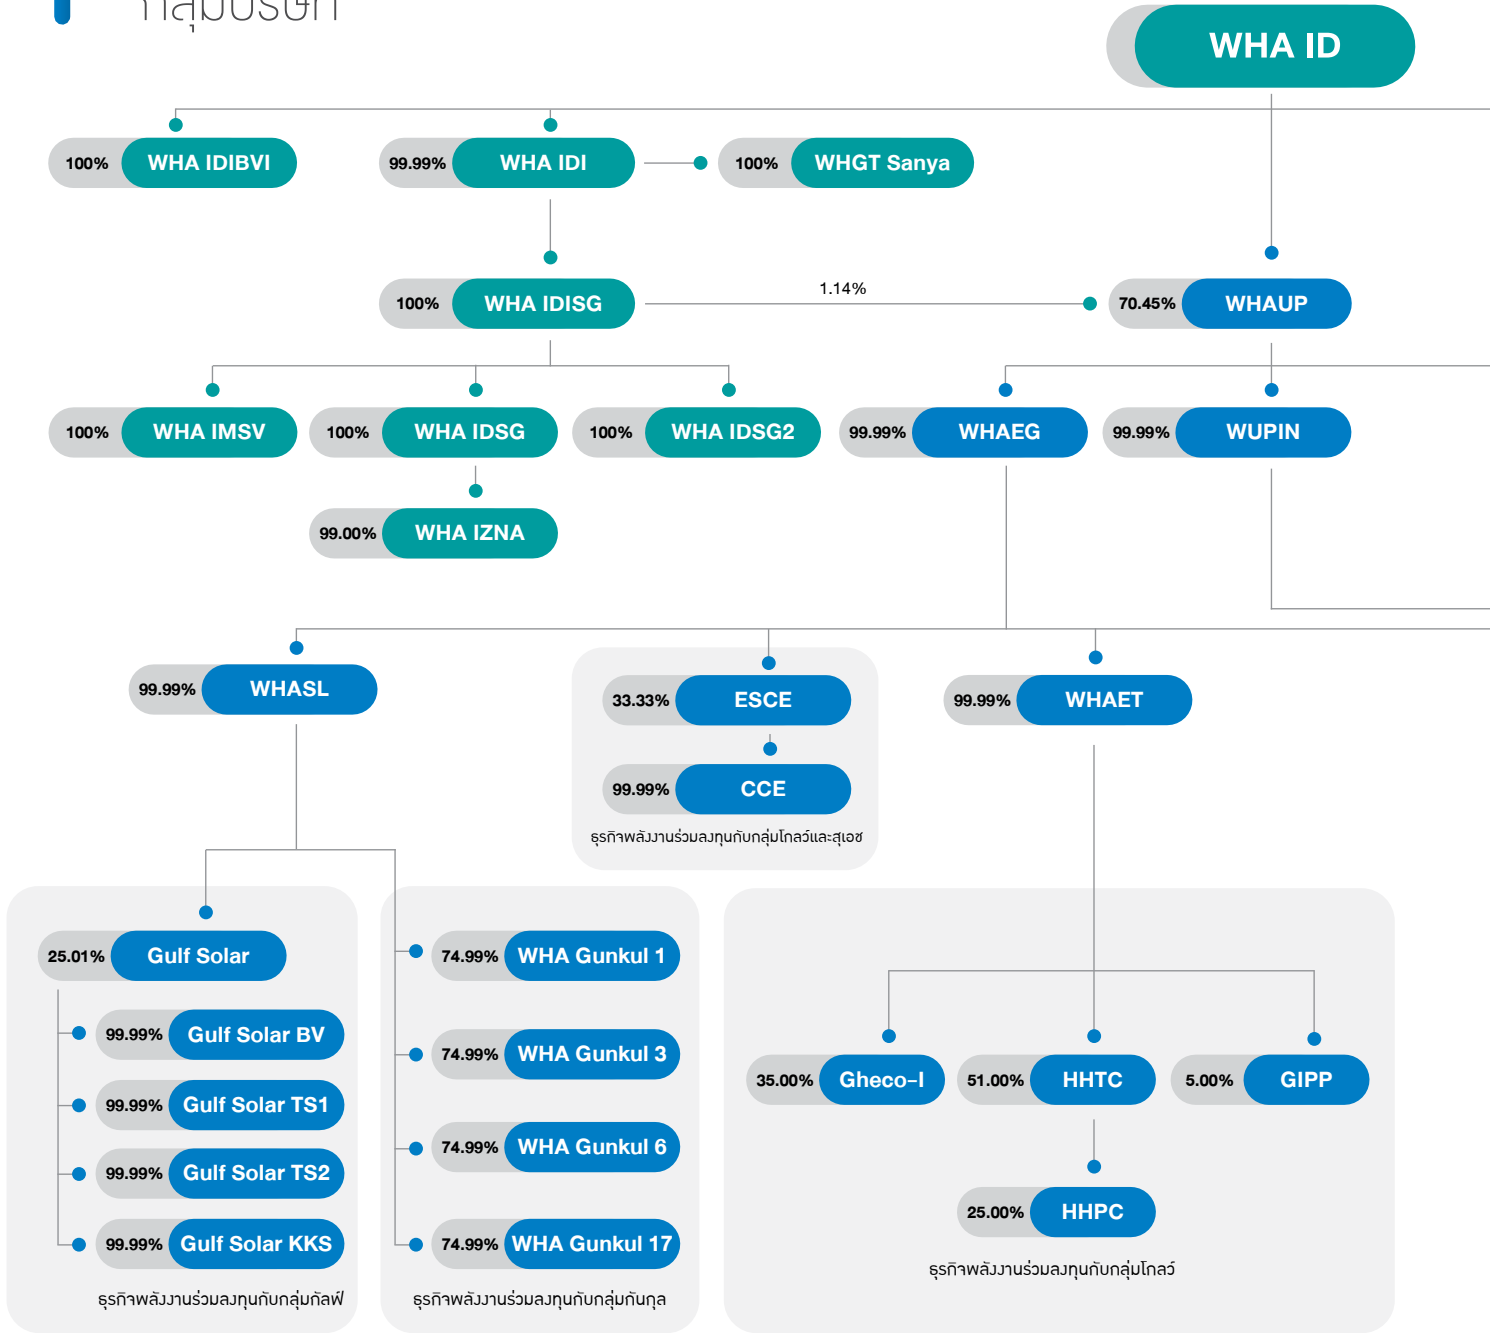 กลุ่มบริษัท
WHA ID
100% WHA IDIBVI
99.99% WHA IDI
100% WHGT Sanya
100% WHA IDISG
1.14%
70.45% WHAUP
100% WHA IMSV
100% WHA IDSG
100% WHA IDSG2
99.99% WHAEG
99.99% WUPIN
99.00% WHA IZNA
99.99% WHASL
33.33% ESCE
99.99% WHAET
99.99% CCE
ธุรกิจพลังงานร่วมลงทุนกับกลุ่มโกลว์และสุเอซ
25.01% Gulf Solar
99.99% Gulf Solar BV
99.99% Gulf Solar TS1
99.99% Gulf Solar TS2
99.99% Gulf Solar KKS
ธุรกิจพลังงานร่วมลงทุนกับกลุ่มกัลฟ์
74.99% WHA Gunkul 1
74.99% WHA Gunkul 3
74.99% WHA Gunkul 6
74.99% WHA Gunkul 17
ธุรกิจพลังงานร่วมลงทุนกับกลุ่มกันกุล
35.00% Gheco-I
51.00% HHTC
5.00% GIPP
25.00% HHPC
ธุรกิจพลังงานร่วมลงทุนกับกลุ่มโกลว์